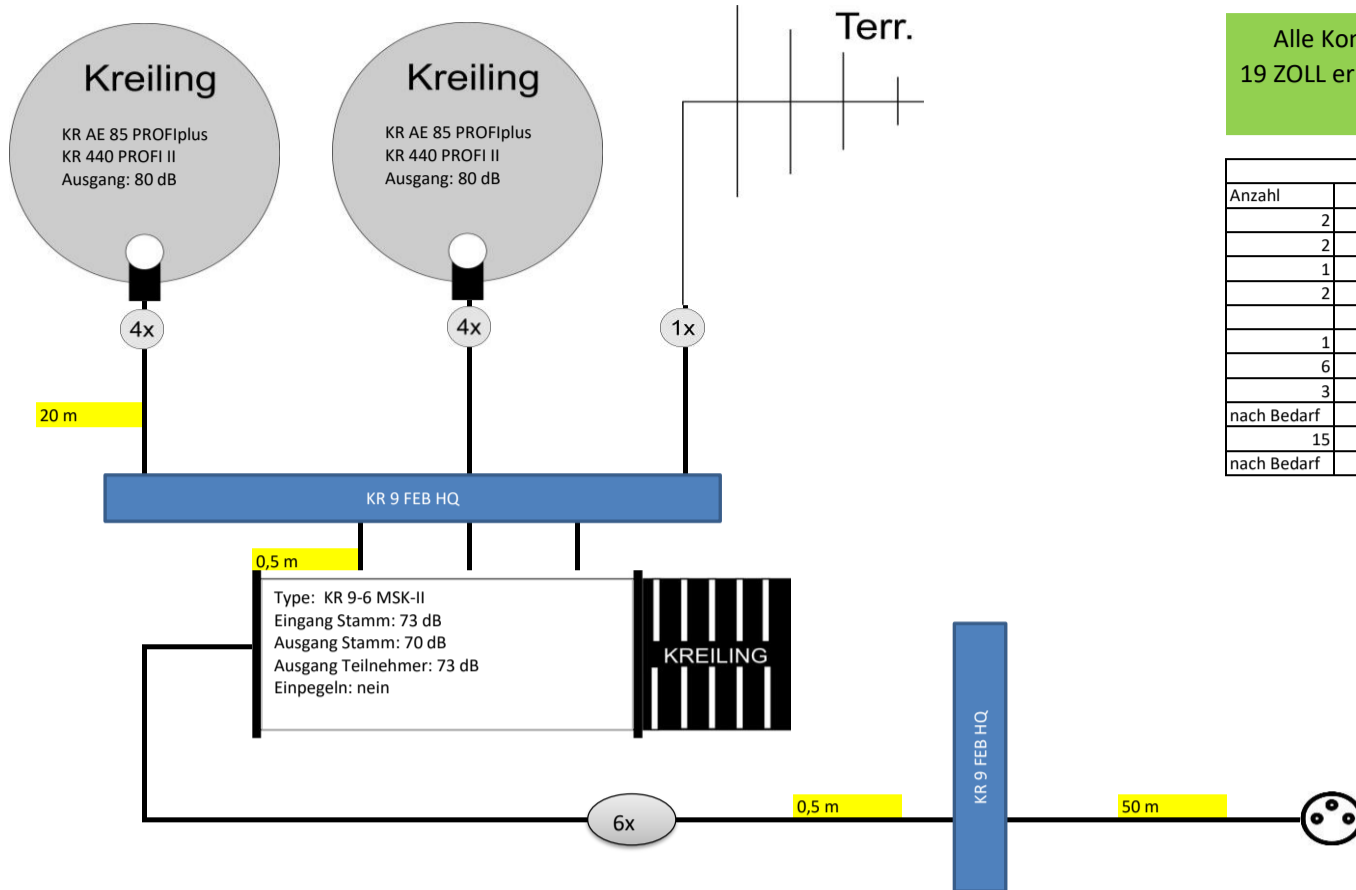 Kreiling
KR AE 85 PROFIplus
KR 440 PROFI II
Ausgang: 80 dB
4x
Kreiling
KR AE 85 PROFIplus
KR 440 PROFI II
Ausgang: 80 dB
4x
Terr.
1x
20 m
KR 9 FEB HQ
0,5 m
Type: KR 9-6 MSK-II
Eingang Stamm: 73 dB
Ausgang Stamm: 70 dB
Ausgang Teilnehmer: 73 dB
Einpegeln: nein
KREILING
6x
0,5 m
KR 9 FEB HQ
50 m
Alle
19 ZOLL
Anzahl
2
2
1
2
1
6
3
nach Bedarf
15
nach Bedarf